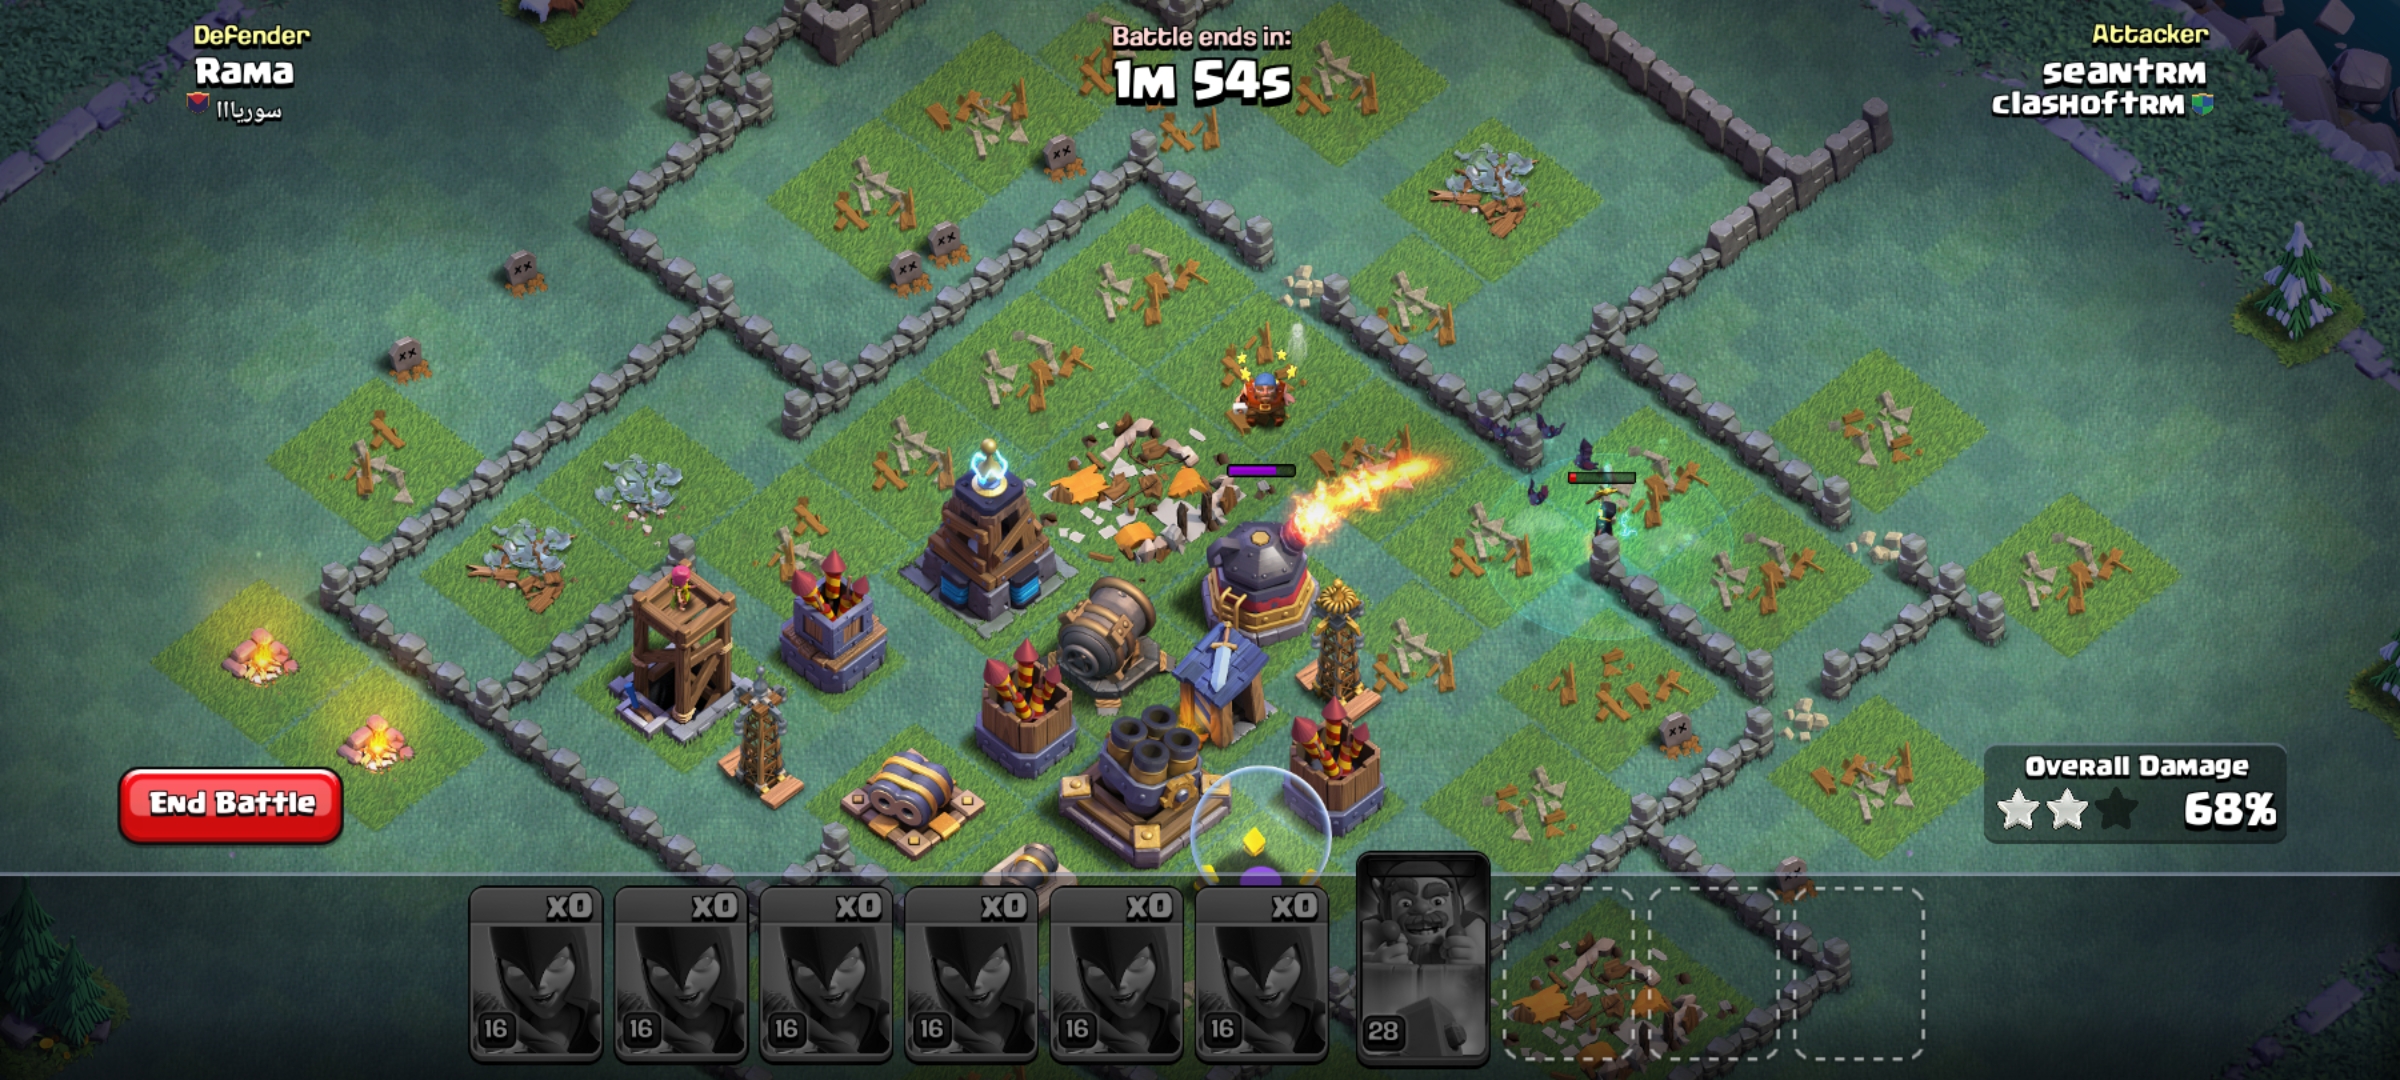 Defender
Rama
سورياااا
Battle ends in:
1M 54s
Attacker
seantRM
clashoftRM
End Battle
Overall Damage
68%
x0 x0 x0 x0 x0 x0
16 16 16 16 16 16 28